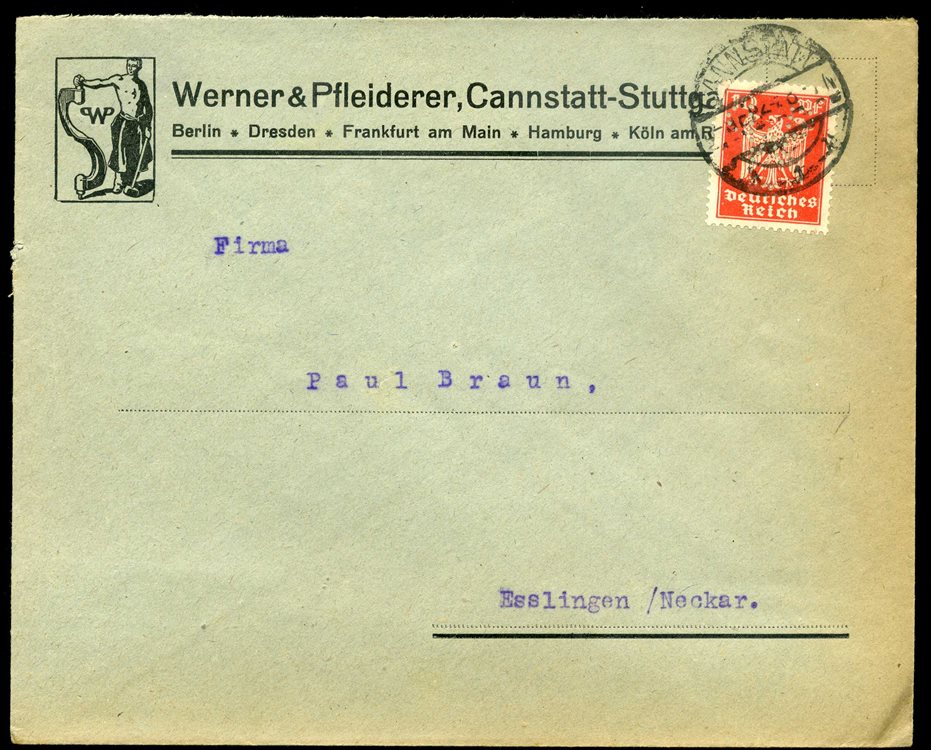 WP
Werner & Pfleiderer, Cannstatt-Stuttga
Berlin * Dresden * Frankfurt am Main * Hamburg * Köln am R
CANNSTATT
Deutsches
Reich
Firma
Paul Braun,
Esslingen /Neckar.